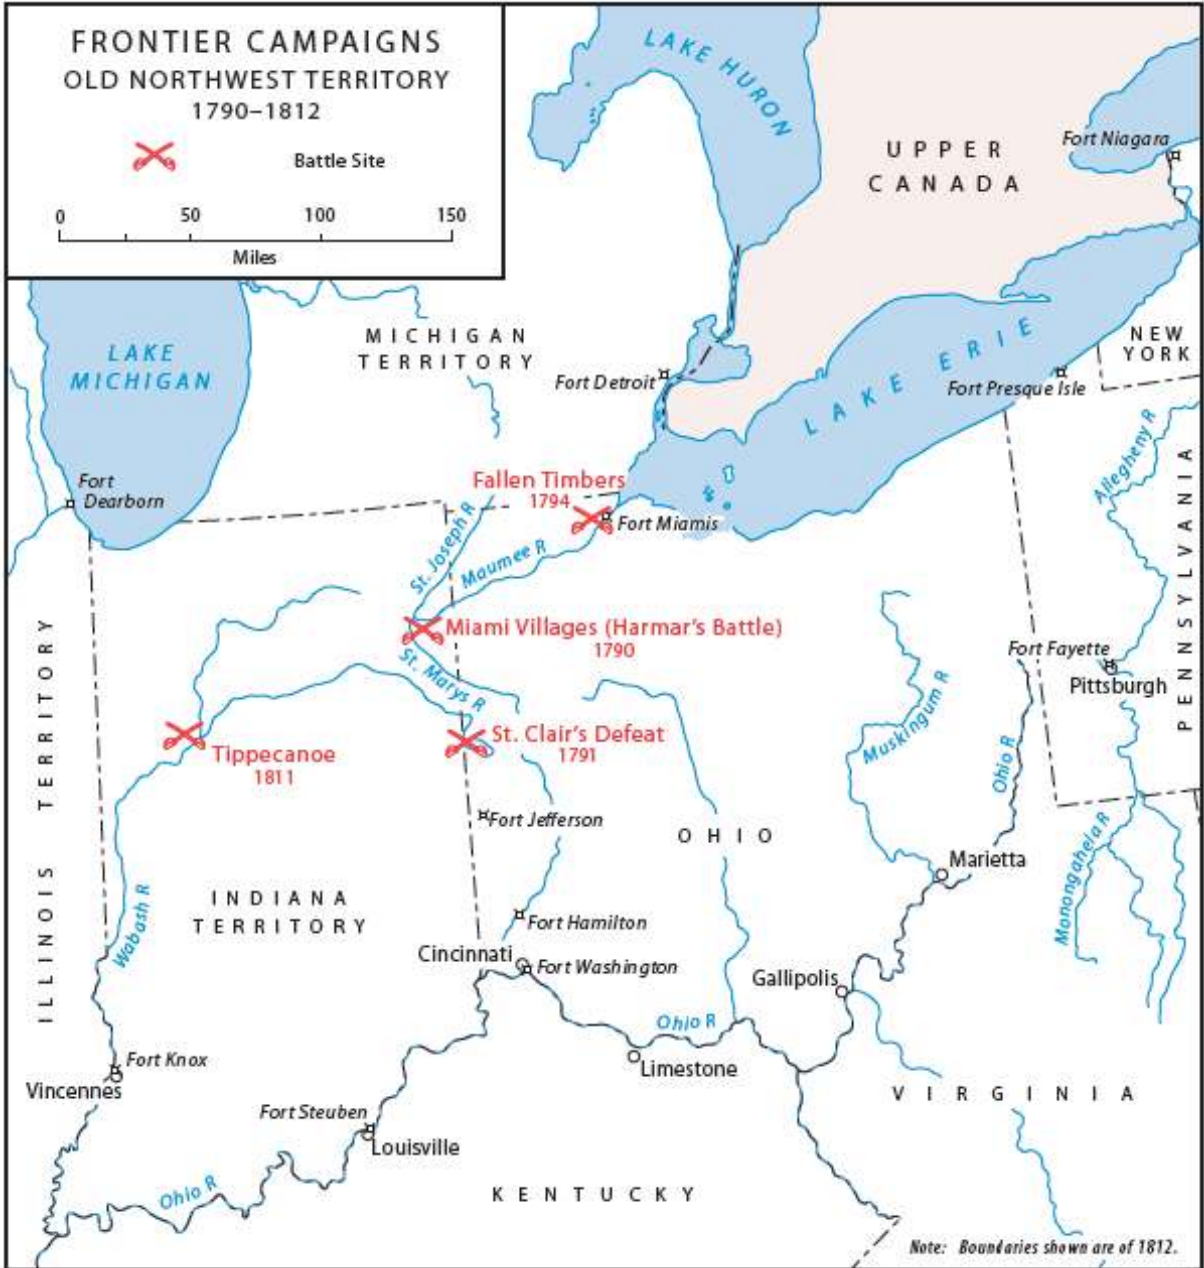 FRONTIER CAMPAIGNS
OLD NORTHWEST TERRITORY
1790–1812
Battle Site
0 50 100 150
Miles
LAKE HURON
UPPER
CANADA
Fort Niagara
LAKE
MICHIGAN
MICHIGAN
TERRITORY
Fort Detroit
LAKE ERIE
NEW
YORK
Fort Presque Isle
Allegheny R
PENNSYLVANIA
Fort
Dearborn
Fallen Timbers
1794
Fort Miamis
St. Joseph R
Maumee R
Miami Villages (Harmar's Battle)
1790
St. Marys R
Fort Fayette
Pittsburgh
Muskingum R
Ohio R
Tippecanoe
1811
St. Clair's Defeat
1791
Fort Jefferson
OHIO
Marietta
Monongahela R
ILLINOIS TERRITORY
Wabash R
INDIANA
TERRITORY
Fort Hamilton
Cincinnati
Fort Washington
Gallipolis
Ohio R
Limestone
Fort Knox
Vincennes
VIRGINIA
Fort Steuben
Louisville
Ohio R
KENTUCKY
Note: Boundaries shown are of 1812.